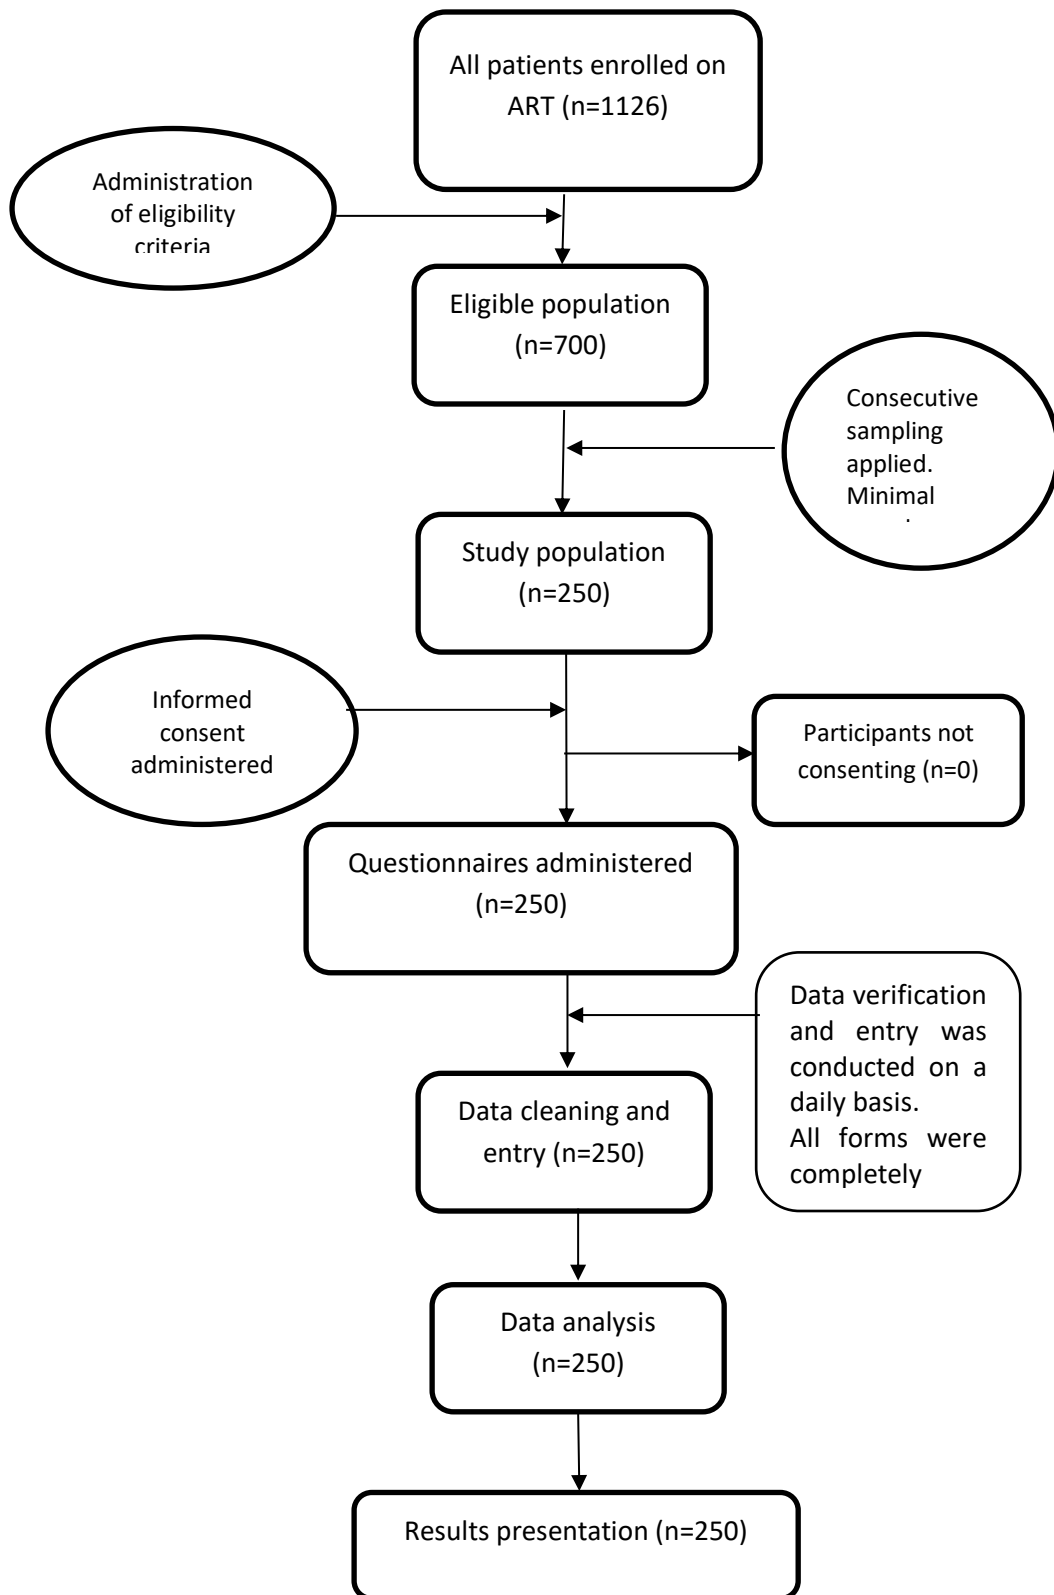 All patients enrolled on
ART (n=1126)
Administration
of eligibility
criteria
Eligible population
(n=700)
Consecutive
sampling
applied.
Minimal
Study population
(n=250)
Informed
consent
administered
Participants not
consenting (n=0)
Questionnaires administered
(n=250)
Data verification
and entry was
conducted on a
daily basis.
All forms were
completely
Data cleaning and
entry (n=250)
Data analysis
(n=250)
Results presentation (n=250)